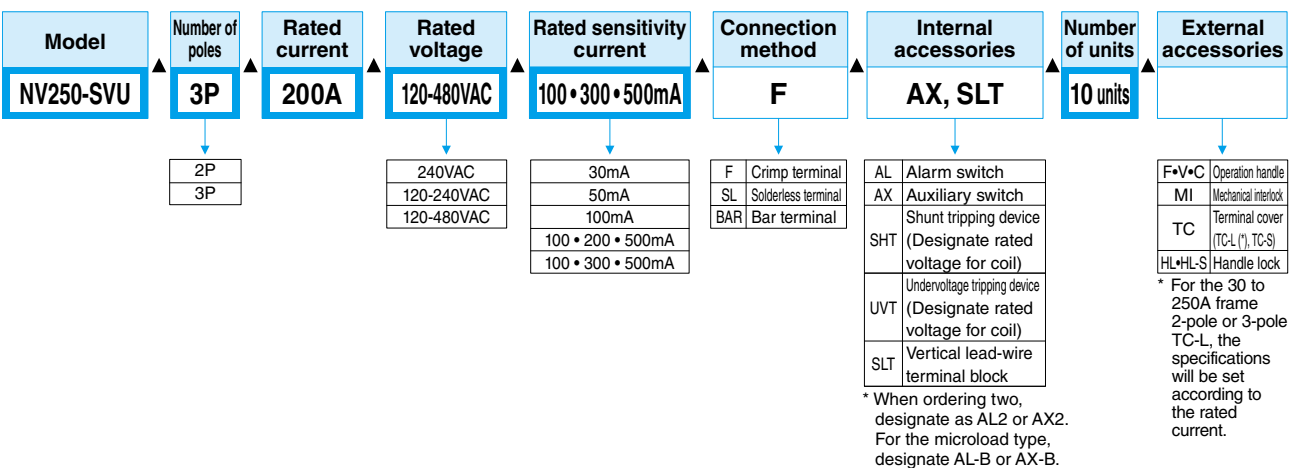 Model
Number of
poles
Rated
current
Rated
voltage
Rated sensitivity
current
Connection
method
Internal
accessories
Number
of units
External
accessories
NV250-SVU
▲
3P
▲
200A
▲
120-480VAC
▲
100•300•500mA
▲
F
▲
AX, SLT
▲
10 units
▲
2P
3P
240VAC
120-240VAC
120-480VAC
30mA
50mA
100mA
100 • 200 • 500mA
100 • 300 • 500mA
F Crimp terminal
SL Solderless terminal
BAR Bar terminal
AL Alarm switch
AX Auxiliary switch
SHT Shunt tripping device
(Designate rated
voltage for coil)
UVT Undervoltage tripping device
(Designate rated
voltage for coil)
SLT Vertical lead-wire
terminal block
* When ordering two,
designate as AL2 or AX2.
For the microload type,
designate AL-B or AX-B.
F•V•C Operation handle
MI Mechanical interlock
TC Terminal cover
(TC-L (*), TC-S)
HL•HL-S Handle lock
* For the 30 to
250A frame
2-pole or 3-pole
TC-L, the
specifications
will be set
according to
the rated
current.